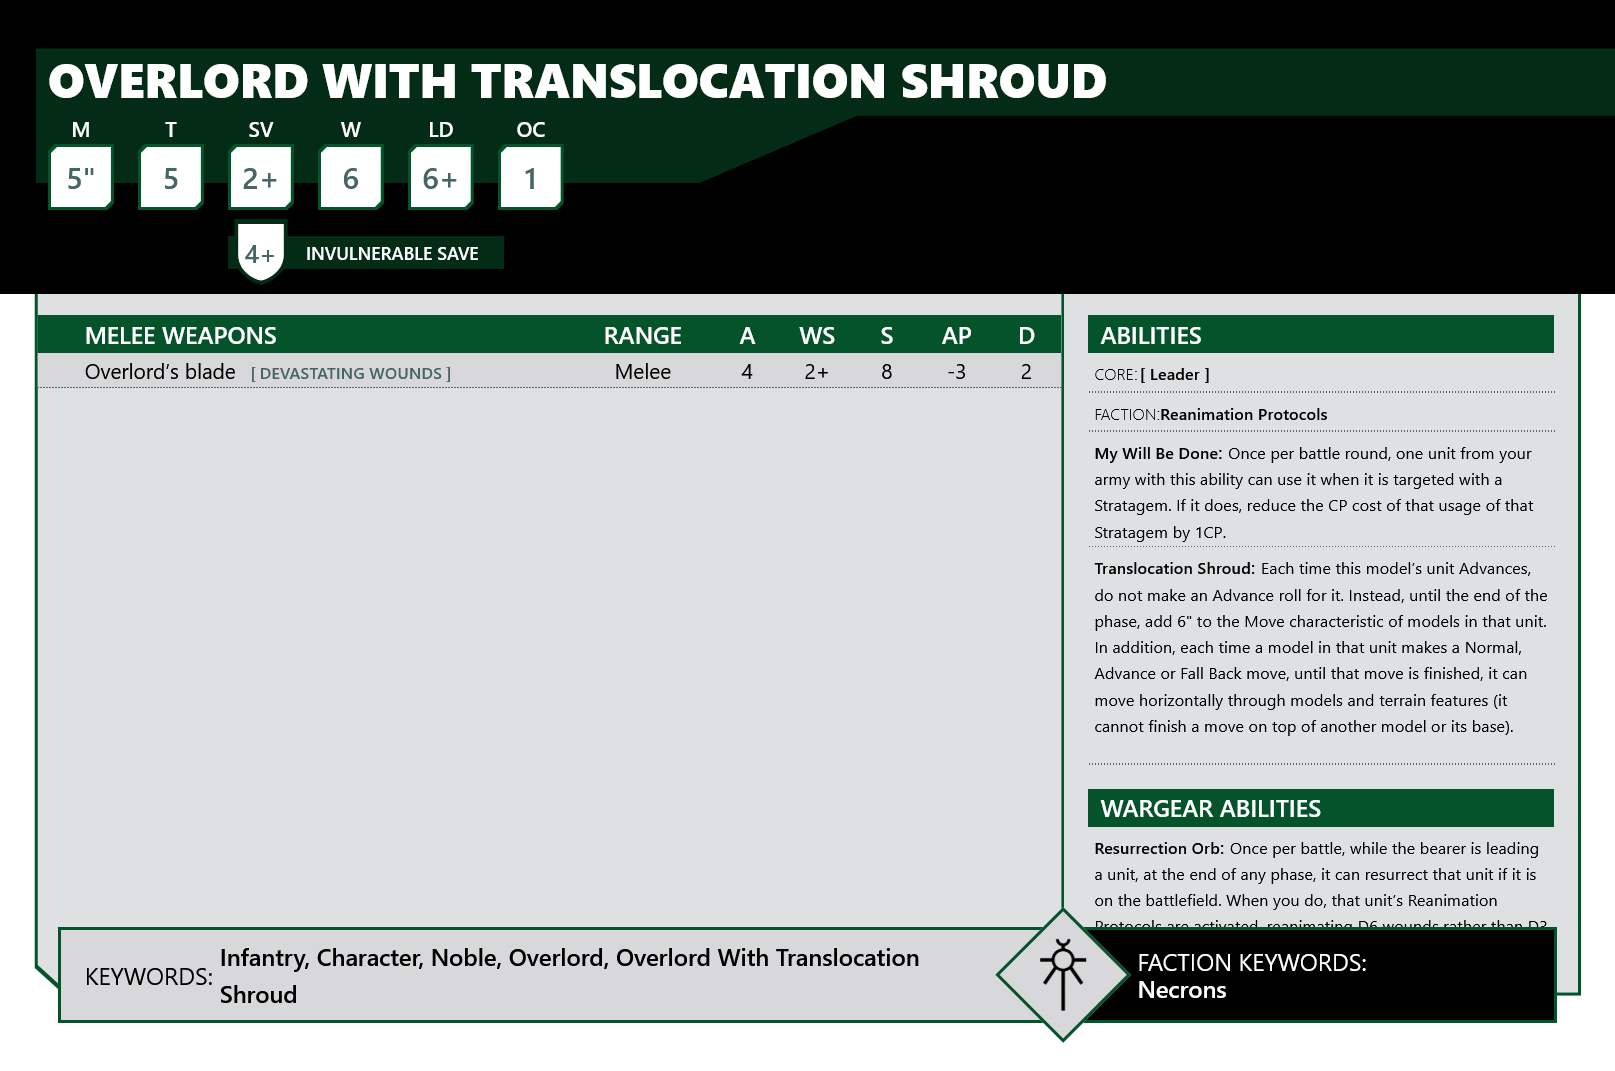 OVERLORD WITH TRANSLOCATION SHROUD
M T SV W LD OC
5" 5 2+ 6 6+ 1
4+ INVULNERABLE SAVE
MELEE WEAPONS RANGE A WS S AP D
Overlord's blade [ DEVASTATING WOUNDS ] Melee 4 2+ 8 -3 2
ABILITIES
CORE: [ Leader ]
FACTION: Reanimation Protocols
My Will Be Done: Once per battle round, one unit from your
army with this ability can use it when it is targeted with a
Stratagem. If it does, reduce the CP cost of that usage of that
Stratagem by 1CP.
Translocation Shroud: Each time this model's unit Advances,
do not make an Advance roll for it. Instead, until the end of the
phase, add 6" to the Move characteristic of models in that unit.
In addition, each time a model in that unit makes a Normal,
Advance or Fall Back move, until that move is finished, it can
move horizontally through models and terrain features (it
cannot finish a move on top of another model or its base).
WARGEAR ABILITIES
Resurrection Orb: Once per battle, while the bearer is leading
a unit, at the end of any phase, it can resurrect that unit if it is
on the battlefield. When you do, that unit's Reanimation
Protocols are activated, reanimating D6 wounds rather than D3
KEYWORDS: Infantry, Character, Noble, Overlord, Overlord With Translocation
Shroud
FACTION KEYWORDS:
Necrons